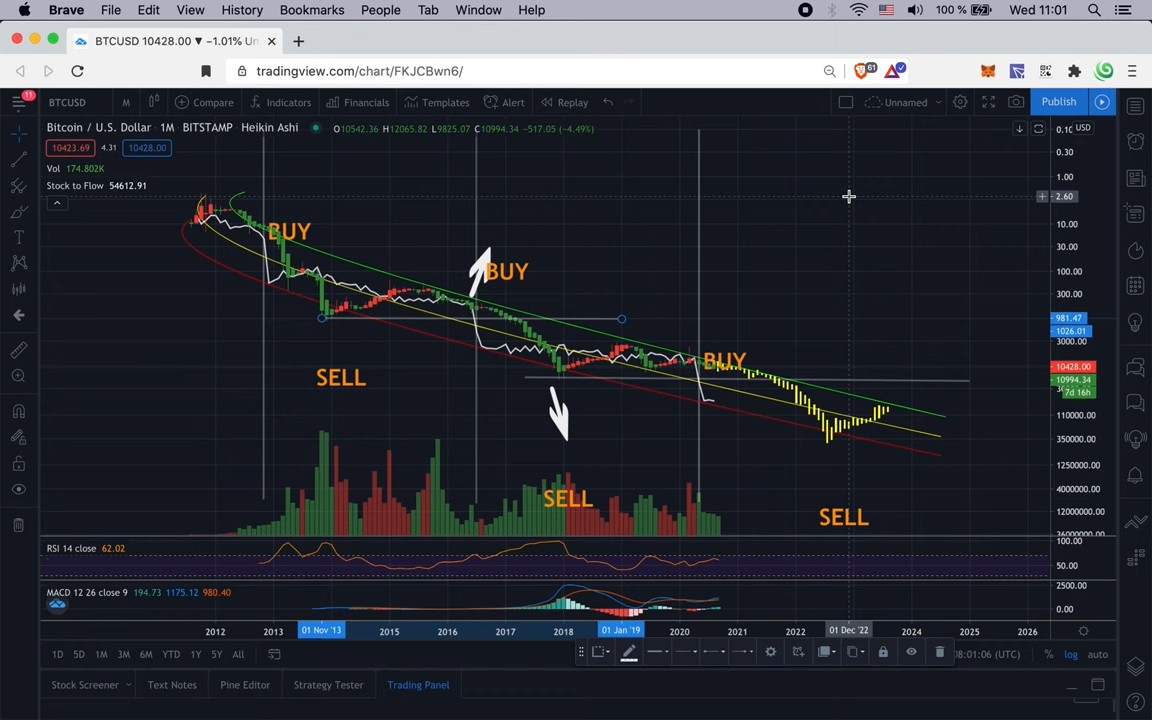 Brave File Edit View History Bookmarks People Tab Window Help 100 % Wed 11:01
BTCUSD 10428.00 ▼ −1.01% Un
tradingview.com/chart/FKJCBwn6/ 61
11 BTCUSD M Compare Indicators Financials Templates Alert Replay Unnamed Publish
Bitcoin / U.S. Dollar 1M BITSTAMP Heikin Ashi O10542.36 H12065.82 L9825.07 C10994.34 −517.05 (−4.49%)
USD
10423.69 4.31 10428.00
Vol 174.802K
Stock to Flow 54612.91
0.10
0.30
1.00
2.60
10.00
30.00
100.00
300.00
981.47
1026.01
3000.00
10428.00
10994.34
7d 16h
110000.00
350000.00
1250000.00
4000000.00
12000000.00
36000000.00
BUY
BUY
BUY
SELL
SELL
SELL
RSI 14 close 62.02
100.00
50.00
MACD 12 26 close 9 194.73 1175.12 980.40
2500.00
0.00
2012 2013 01 Nov '13 2015 2016 2017 2018 01 Jan '19 2020 2021 2022 01 Dec '22 2024 2025 2026
1D 5D 1M 3M 6M YTD 1Y 5Y All 08:01:06 (UTC) % log auto
Stock Screener Text Notes Pine Editor Strategy Tester Trading Panel